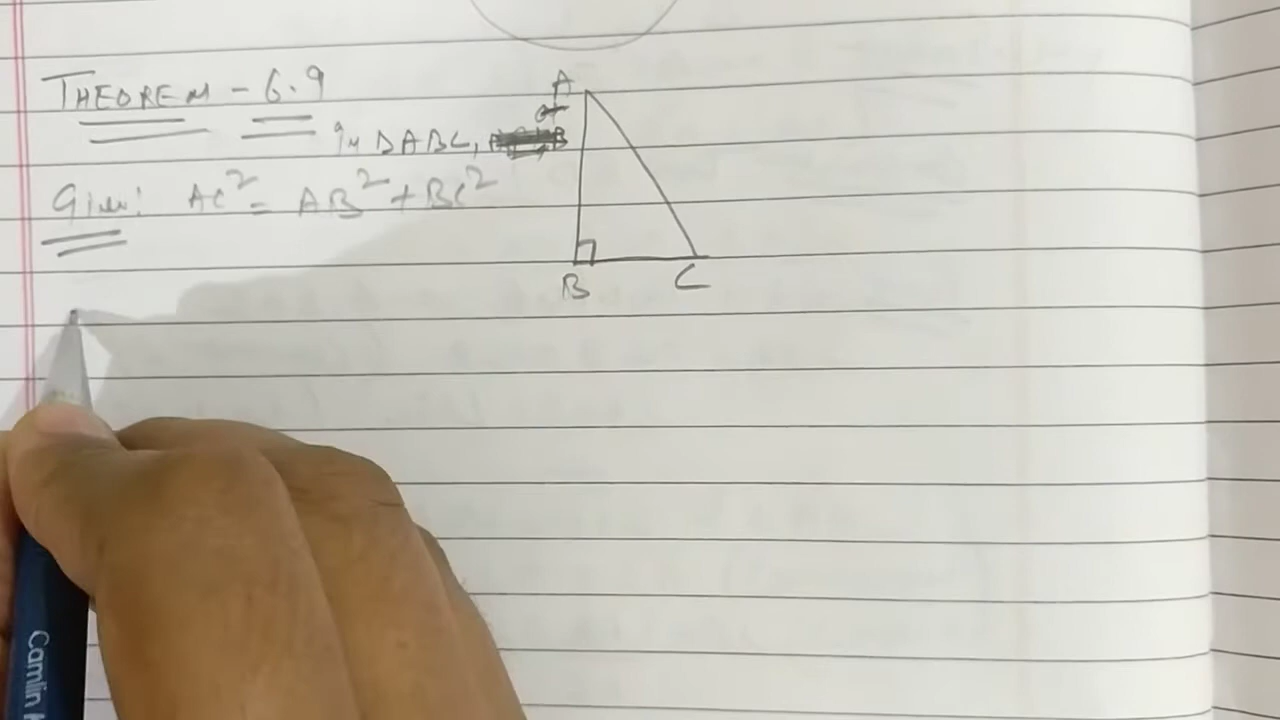 THEOREM - 6.9
In ΔABC,
Given: AC² = AB² + BC²
A
B
C
Camlin